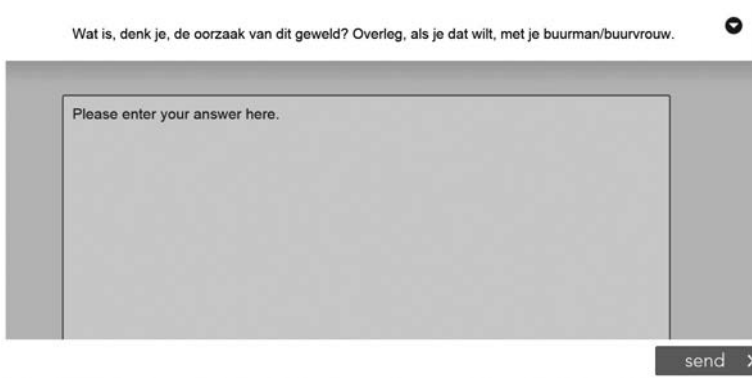 Wat is, denk je, de oorzaak van dit geweld? Overleg, als je dat wilt, met je buurman/buurvrouw.
Please enter your answer here.
send